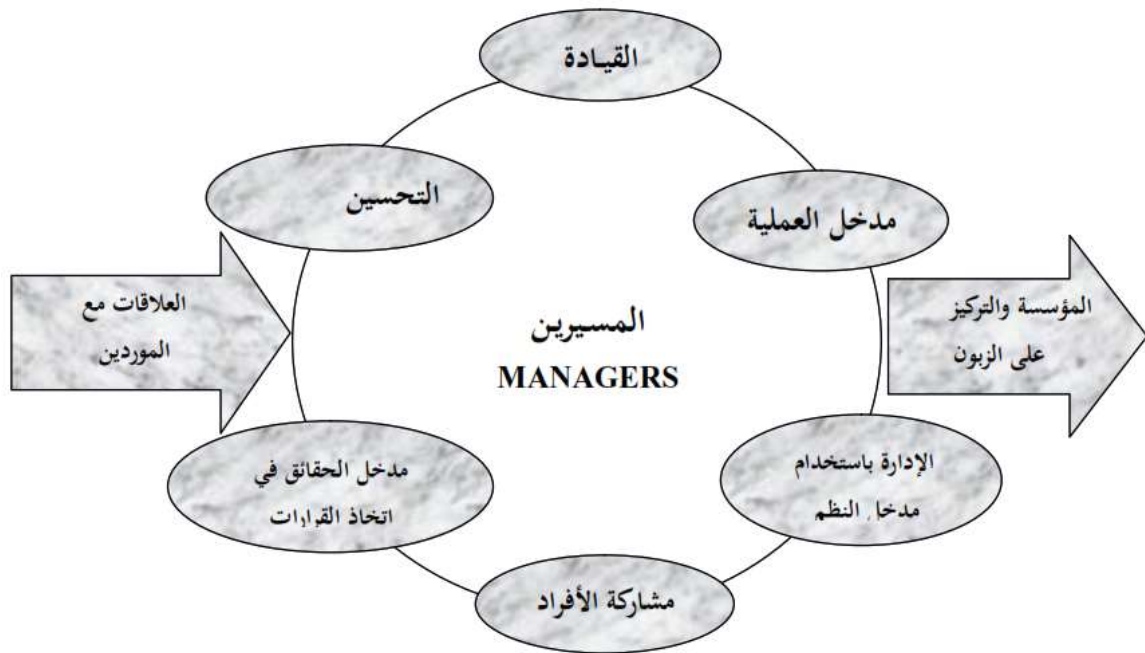 القيادة
التحسين
مدخل العملية
العلاقات مع
الموردين
المؤسسة والتركيز
على الزبون
المسيرين
MANAGERS
مدخل الحقائق في
اتخاذ القرارات
الإدارة باستخدام
مدخل النظم
مشاركة الأفراد